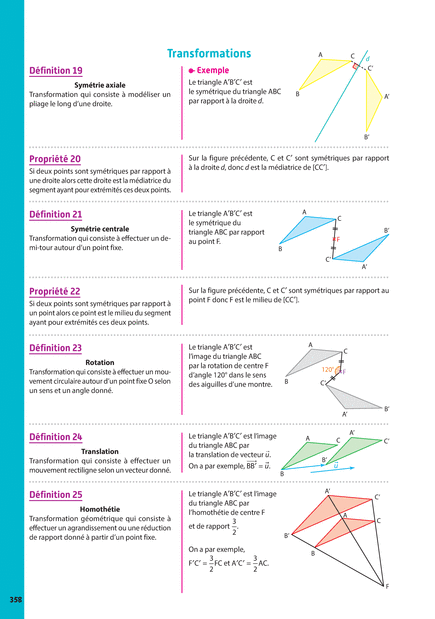 Transformations
Définition 19
Symétrie axiale
Transformation qui consiste à modéliser un
pliage le long d'une droite.
Exemple
Le triangle A'B'C' est
le symétrique du triangle ABC
par rapport à la droite d.
A
C
d
C'
B
A'
B'
Propriété 20
Si deux points sont symétriques par rapport à
une droite alors cette droite est la médiatrice du
segment ayant pour extrémités ces deux points.
Sur la figure précédente, C et C' sont symétriques par rapport
à la droite d, donc d est la médiatrice de [CC'].
Définition 21
Symétrie centrale
Transformation qui consiste à effectuer un de-
mi-tour autour d'un point fixe.
Le triangle A'B'C' est
le symétrique du
triangle ABC par rapport
au point F.
A
C
B'
F
B
C'
A'
Propriété 22
Si deux points sont symétriques par rapport à
un point alors ce point est le milieu du segment
ayant pour extrémités ces deux points.
Sur la figure précédente, C et C' sont symétriques par rapport au
point F donc F est le milieu de [CC'].
Définition 23
Rotation
Transformation qui consiste à effectuer un mou-
vement circulaire autour d'un point fixe O selon
un sens et un angle donné.
Le triangle A'B'C' est
l'image du triangle ABC
par la rotation de centre F
d'angle 120° dans le sens
des aiguilles d'une montre.
A
C
120°
F
B
C'
B'
A'
Définition 24
Translation
Transformation qui consiste à effectuer un
mouvement rectiligne selon un vecteur donné.
Le triangle A'B'C' est l'image
du triangle ABC par
la translation de vecteur u⃗.
On a par exemple, BB'⃗ = u⃗.
A'
A
C
C'
B'
u⃗
B
Définition 25
Homothétie
Transformation géométrique qui consiste à
effectuer un agrandissement ou une réduction
de rapport donné à partir d'un point fixe.
Le triangle A'B'C' est l'image
du triangle ABC par
l'homothétie de centre F
et de rapport 3/2.
On a par exemple,
F'C' = 3/2 FC et A'C' = 3/2 AC.
A'
C'
A
C
B'
B
F
358